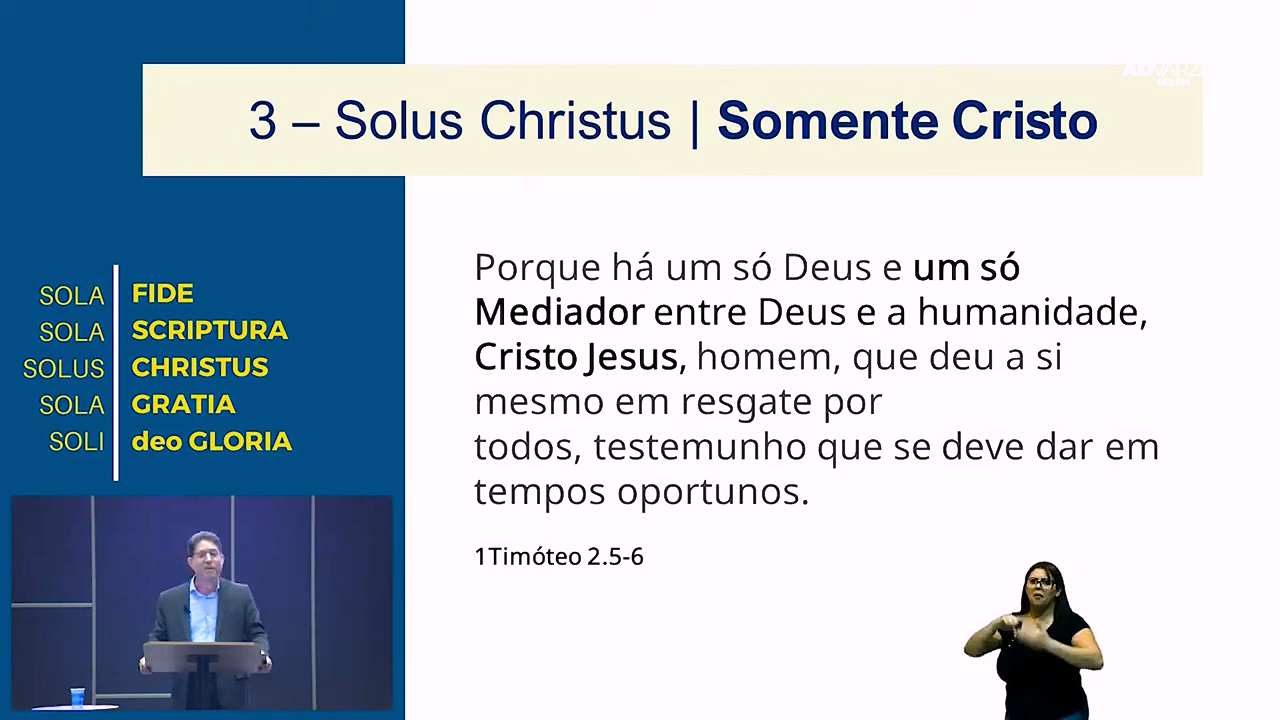 3 – Solus Christus | Somente Cristo
SOLA FIDE
SOLA SCRIPTURA
SOLUS CHRISTUS
SOLA GRATIA
SOLI deo GLORIA
Porque há um só Deus e um só
Mediador entre Deus e a humanidade,
Cristo Jesus, homem, que deu a si
mesmo em resgate por
todos, testemunho que se deve dar em
tempos oportunos.
1Timóteo 2.5-6